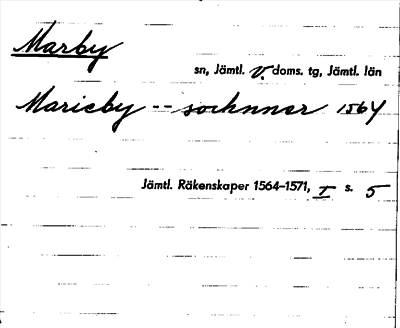 Marby
sn, Jämtl. v. doms. tg, Jämtl. län
Marieby -- sochnner 1564
Jämtl. Räkenskaper 1564-1571, I s. 5